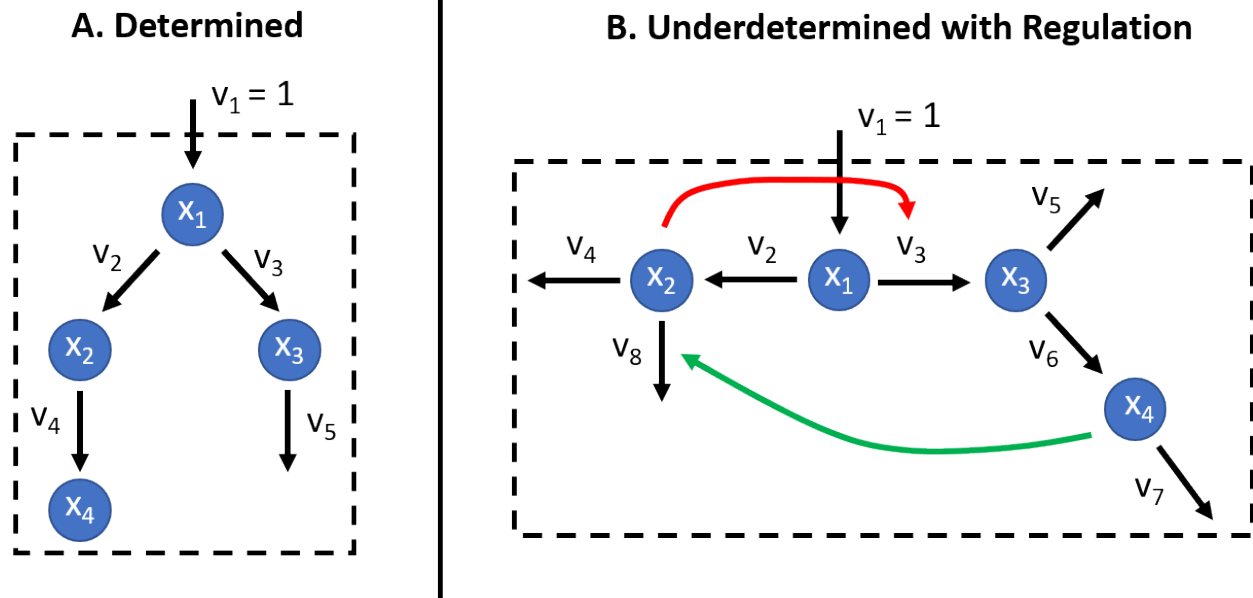 A. Determined
v₁ = 1
x₁
v₂
v₃
x₂
x₃
v₄
v₅
x₄
B. Underdetermined with Regulation
v₁ = 1
v₅
v₄
v₂
v₃
x₂
x₁
x₃
v₈
v₆
x₄
v₇